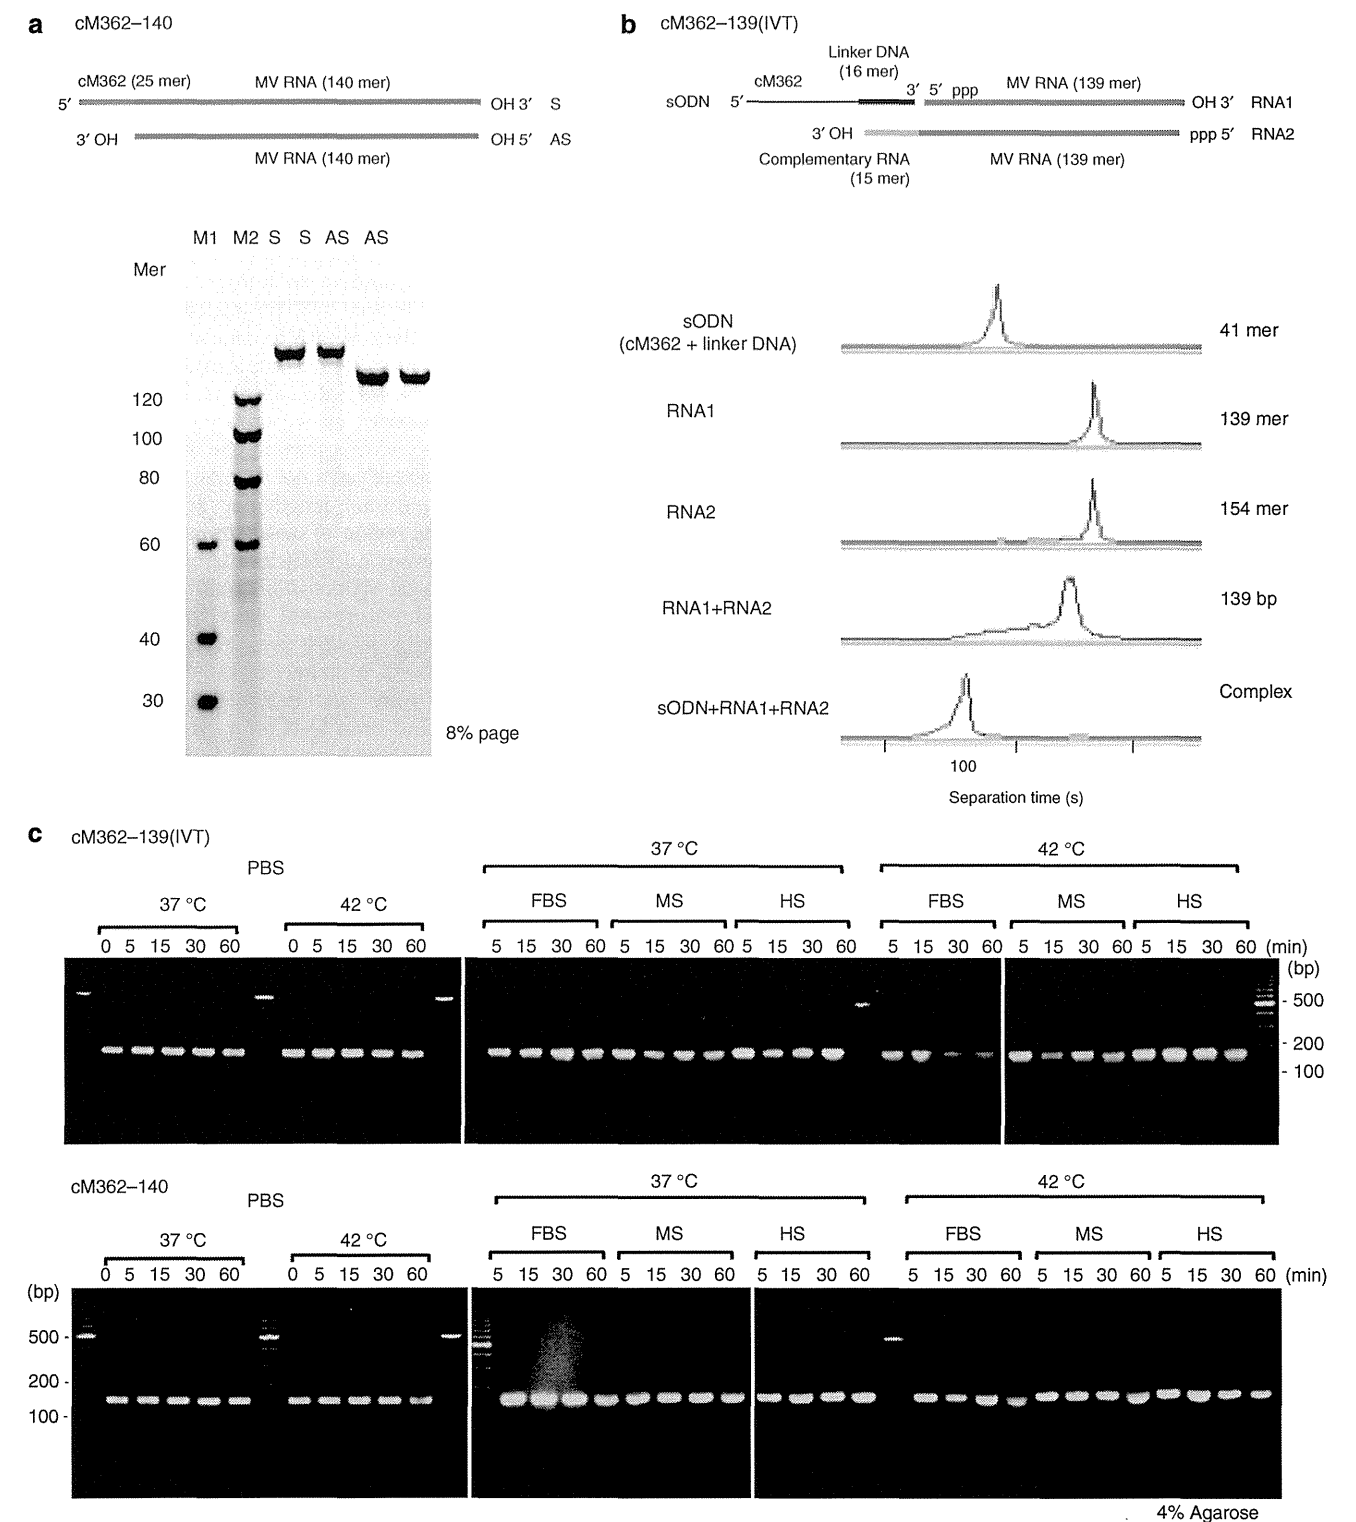 a cM362–140
cM362 (25 mer) MV RNA (140 mer)
5′ OH 3′ S
3′ OH OH 5′ AS
MV RNA (140 mer)
M1 M2 S S AS AS
Mer
120
100
80
60
40
30
8% page
b cM362–139(IVT)
Linker DNA
(16 mer)
cM362 3′ 5′ ppp MV RNA (139 mer)
sODN 5′ OH 3′ RNA1
3′ OH ppp 5′ RNA2
Complementary RNA MV RNA (139 mer)
(15 mer)
sODN
(cM362 + linker DNA)
41 mer
RNA1
139 mer
RNA2
154 mer
RNA1+RNA2
139 bp
sODN+RNA1+RNA2
Complex
100
Separation time (s)
c cM362–139(IVT)
PBS 37 °C 42 °C
37 °C 42 °C FBS MS HS FBS MS HS
0 5 15 30 60 0 5 15 30 60 5 15 30 60 5 15 30 60 5 15 30 60 5 15 30 60 5 15 30 60 5 15 30 60 (min)
(bp)
- 500
- 200
- 100
cM362–140
PBS 37 °C 42 °C
37 °C 42 °C FBS MS HS FBS MS HS
0 5 15 30 60 0 5 15 30 60 5 15 30 60 5 15 30 60 5 15 30 60 5 15 30 60 5 15 30 60 5 15 30 60 (min)
(bp)
500 -
200 -
100 -
4% Agarose